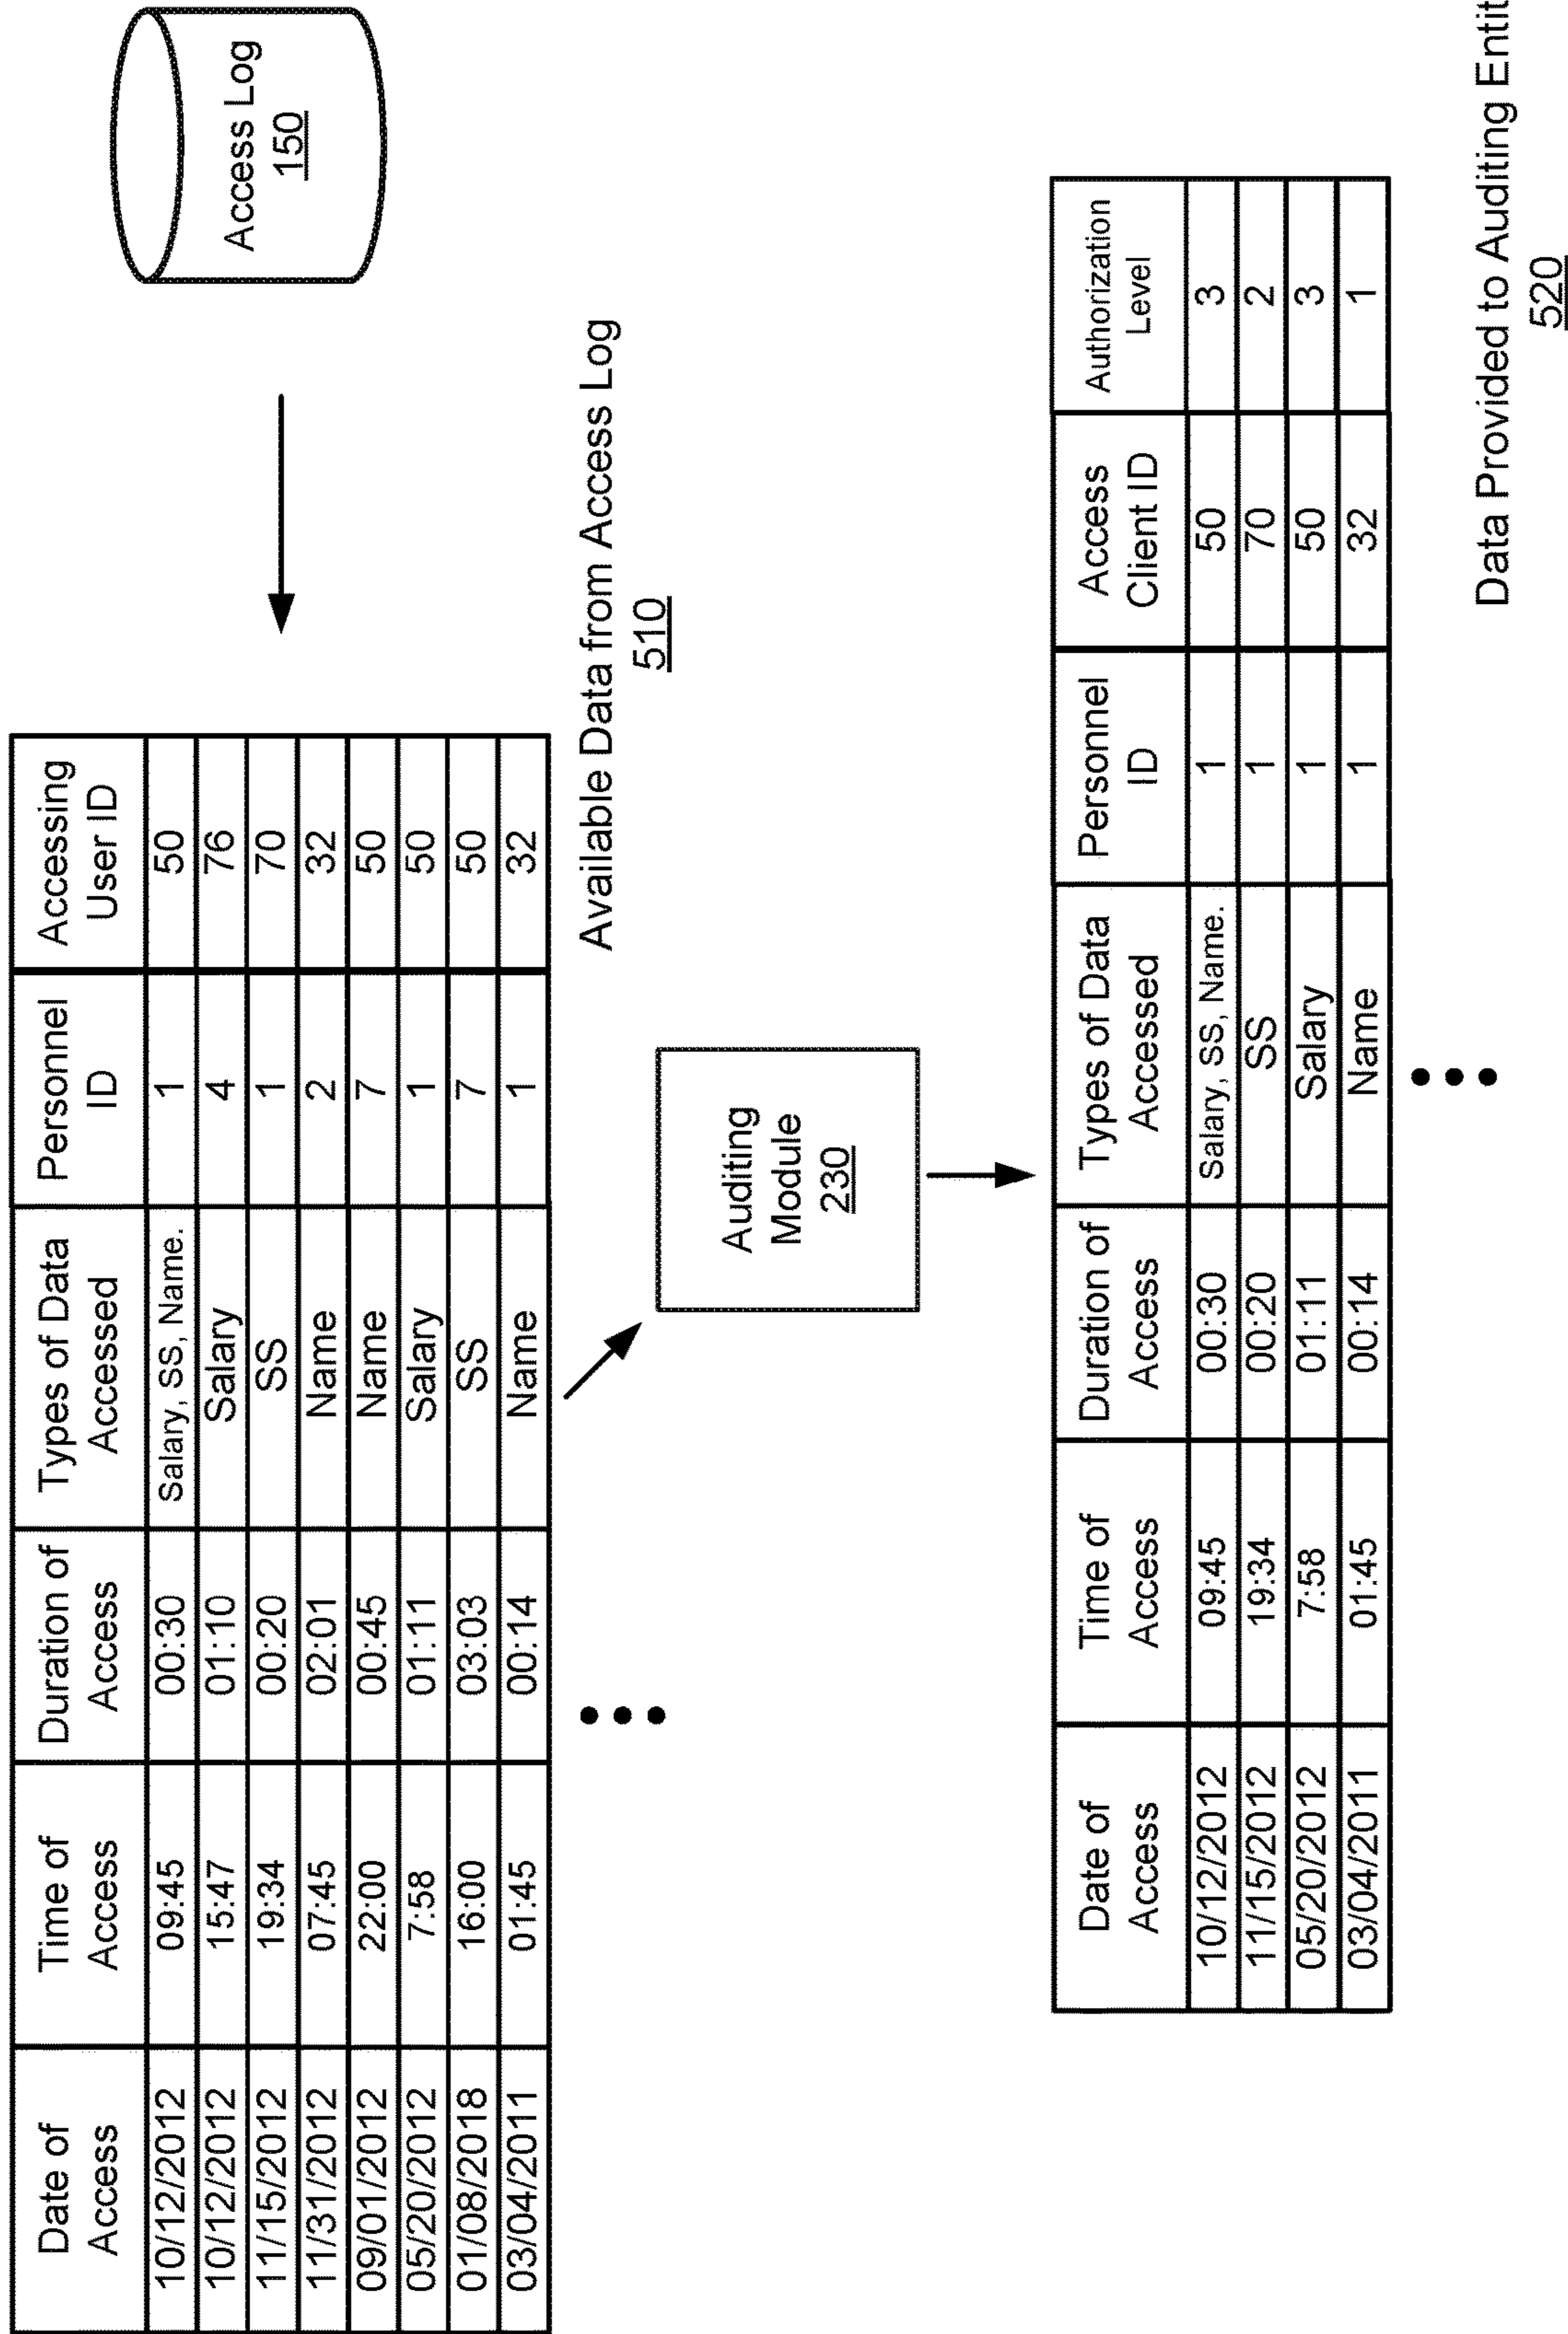 Access Log
150
Date of Access Time of Access Duration of Access Types of Data Accessed Personnel ID Accessing User ID
10/12/2012 09:45 00:30 Salary, SS, Name. 1 50
10/12/2012 15:47 01:10 Salary 4 76
11/15/2012 19:34 00:20 SS 1 70
11/31/2012 07:45 02:01 Name 2 32
09/01/2012 22:00 00:45 Name 7 50
05/20/2012 7:58 01:11 Salary 1 50
01/08/2018 16:00 03:03 SS 7 50
03/04/2011 01:45 00:14 Name 1 32
Available Data from Access Log
510
Auditing
Module
230
Date of Access Time of Access Duration of Access Types of Data Accessed Personnel ID Access Client ID Authorization Level
10/12/2012 09:45 00:30 Salary, SS, Name. 1 50 3
11/15/2012 19:34 00:20 SS 1 70 2
05/20/2012 7:58 01:11 Salary 1 50 3
03/04/2011 01:45 00:14 Name 1 32 1
Data Provided to Auditing Entit
520